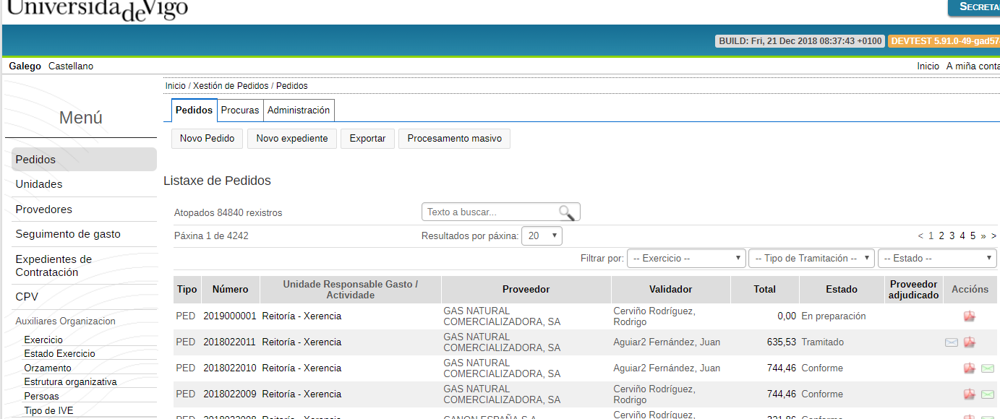 Universida
deVigo
SECRETA
BUILD: Fri, 21 Dec 2018 08:37:43 +0100 DEVTEST 5.91.0-49-gad57
Galego Castellano
Inicio A miña conta
Inicio / Xestión de Pedidos / Pedidos
Menú
Pedidos
Unidades
Provedores
Seguimento de gasto
Expedientes de
Contratación
CPV
Auxiliares Organizacion
Exercicio
Estado Exercicio
Orzamento
Estrutura organizativa
Persoas
Tipo de IVE
Pedidos Procuras Administración
Novo Pedido Novo expediente Exportar Procesamento masivo
Listaxe de Pedidos
Atopados 84840 rexistros Texto a buscar...
Páxina 1 de 4242 Resultados por páxina: 20 < 1 2 3 4 5 » >
Filtrar por: -- Exercicio -- -- Tipo de Tramitación -- -- Estado --
Tipo Número Unidade Responsable Gasto / Actividade Proveedor Validador Total Estado Proveedor adjudicado Accións
PED 2019000001 Reitoría - Xerencia GAS NATURAL COMERCIALIZADORA, SA Cerviño Rodríguez, Rodrigo 0,00 En preparación
PED 2018022011 Reitoría - Xerencia GAS NATURAL COMERCIALIZADORA, SA Aguiar2 Fernández, Juan 635,53 Tramitado
PED 2018022010 Reitoría - Xerencia GAS NATURAL COMERCIALIZADORA, SA Aguiar2 Fernández, Juan 744,46 Conforme
PED 2018022009 Reitoría - Xerencia GAS NATURAL COMERCIALIZADORA, SA Cerviño Rodríguez, Rodrigo 744,46 Conforme
PED 2018022008 Reitoría - Xerencia CANON ESPAÑA S.A. Cerviño Rodríguez, 321,86 Conforme